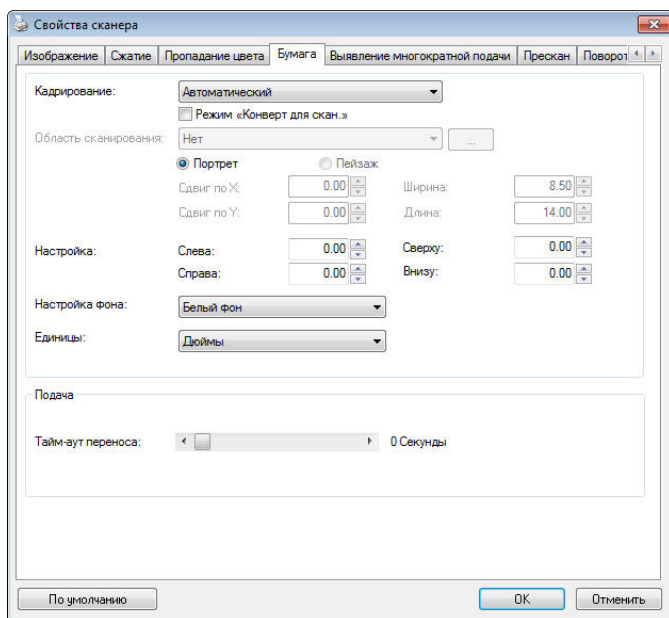 Свойства сканера
Изображение Сжатие Пропадание цвета Бумага Выявление многократной подачи Прескан Поворот
Кадрирование: Автоматический
Режим «Конверт для скан.»
Область сканирования: Нет ...
Портрет Пейзаж
Сдвиг по X: 0.00 Ширина: 8.50
Сдвиг по Y: 0.00 Длина: 14.00
Настройка: Слева: 0.00 Сверху: 0.00
Справа: 0.00 Внизу: 0.00
Настройка фона: Белый фон
Единицы: Дюймы
Подача
Тайм-аут переноса: 0 Секунды
По умолчанию OK Отменить